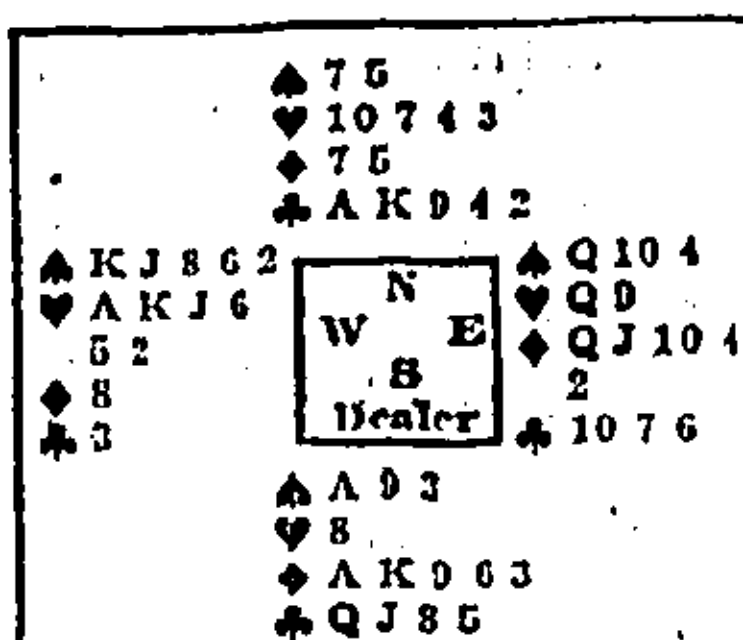 ♠ 7 5
♥ 10 7 4 3
♦ 7 5
♣ A K 9 4 2
♠ K J 8 6 2
♥ A K J 6
5 2
♦ 8
♣ 3
N
W E
S
Dealer
♠ Q 10 4
♥ Q 9
♦ Q J 10 4
2
♣ 10 7 6
♠ A 9 3
♥ 8
♦ A K 9 6 3
♣ Q J 8 5